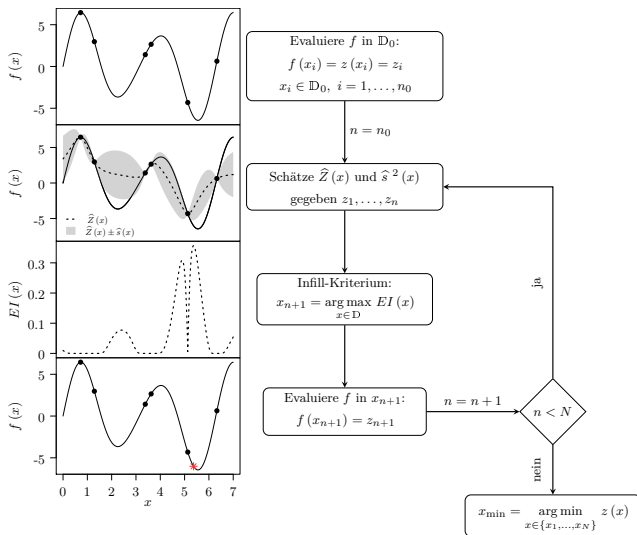 f (x)
5
0
-5
f (x)
5
0
-5
Ẑ(x)
Ẑ(x) ± ŝ(x)
EI (x)
0.3
0.2
0.1
0
f (x)
5
0
-5
0 1 2 3 4 5 6 7
x
Evaluiere f in 𝔻₀:
f (xᵢ) = z (xᵢ) = zᵢ
xᵢ ∈ 𝔻₀, i = 1, . . . , n₀
n = n₀
Schätze Ẑ (x) und ŝ ² (x)
gegeben z₁, . . . , zₙ
Infill-Kriterium:
xₙ₊₁ = arg max EI (x)
x∈𝔻
Evaluiere f in xₙ₊₁:
f (xₙ₊₁) = zₙ₊₁
n = n + 1
n < N
ja
nein
xmin = arg min z (x)
x∈{x₁,...,x_N}